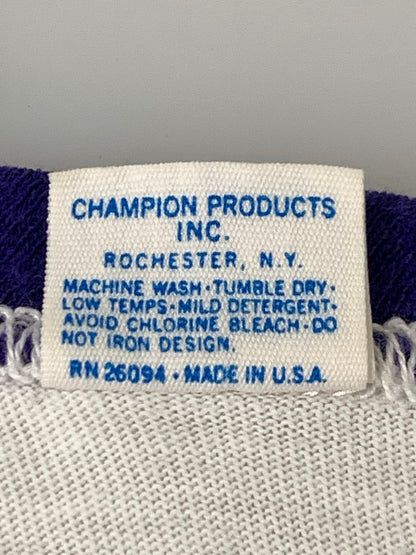 CHAMPION PRODUCTS
INC.
ROCHESTER, N.Y.
MACHINE WASH·TUMBLE DRY·
LOW TEMPS·MILD DETERGENT·
AVOID CHLORINE BLEACH·DO
NOT IRON DESIGN.
RN 26094·MADE IN U.S.A.